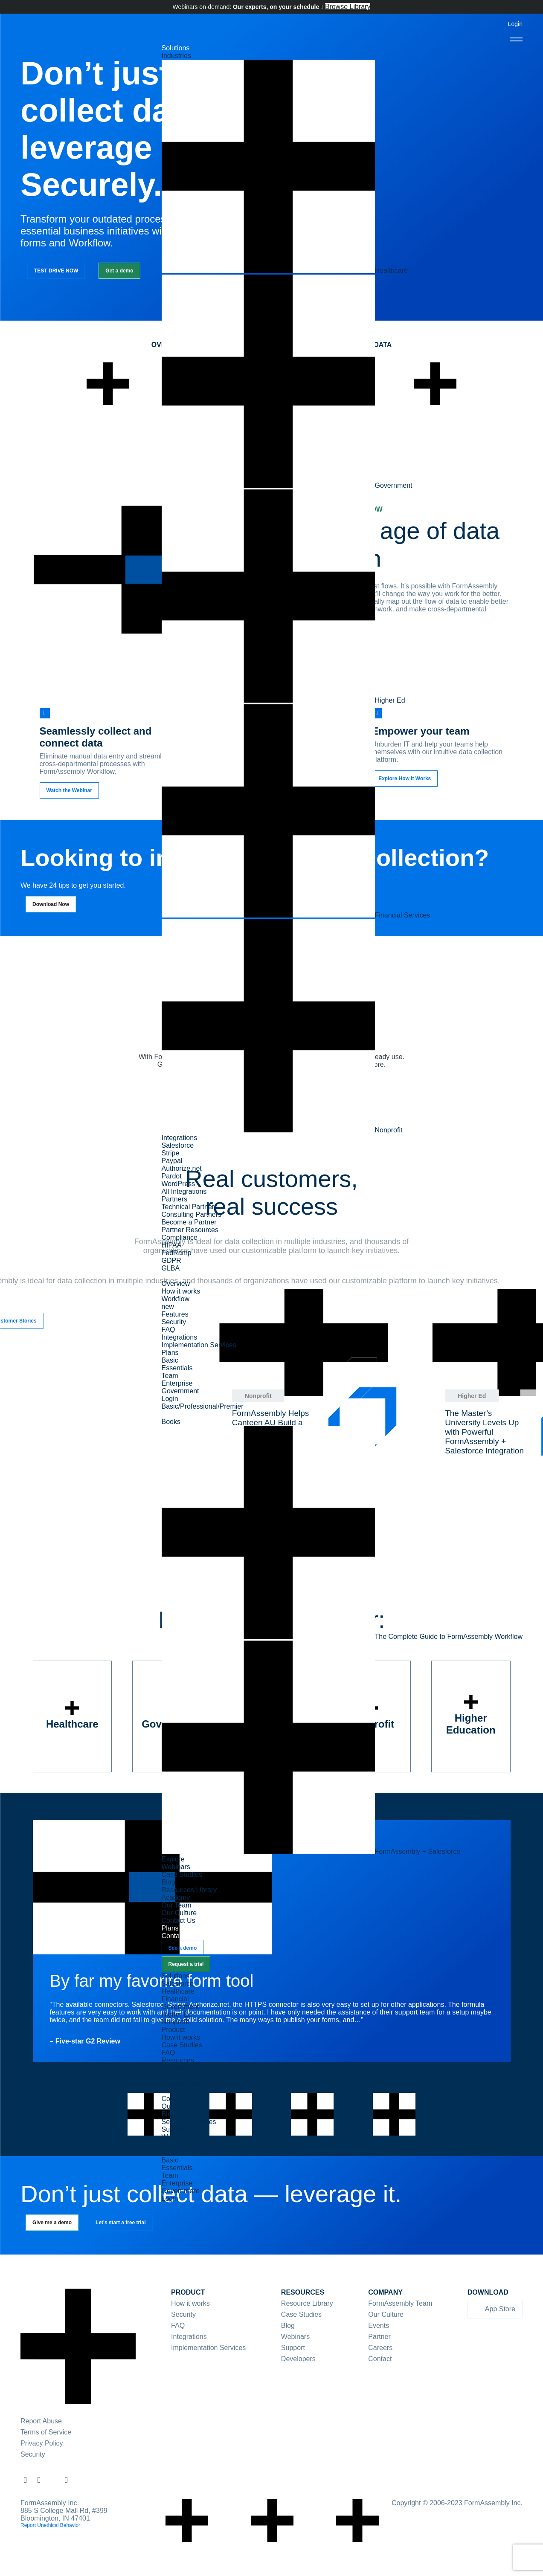 Webinars on-demand: Our experts, on your schedule Browse Library
Login
Solutions
Industries
Don’t just
collect da
leverage
Securely.
Transform your outdated proces
essential business initiatives wi
forms and Workflow.
TEST DRIVE NOW
Get a demo
Healthcare
OV
DATA
Government
OW
age of data
st flows. It’s possible with FormAssembly
’ll change the way you work for the better.
ally map out the flow of data to enable better
mwork, and make cross-departmental
Higher Ed
Seamlessly collect and
connect data
Eliminate manual data entry and streaml
cross-departmental processes with
FormAssembly Workflow.
Watch the Webinar
Empower your team
Unburden IT and help your teams help
themselves with our intuitive data collection
platform.
Explore How It Works
Looking to i
collection?
We have 24 tips to get you started.
Download Now
Financial Services
With Fo
eady use.
G
ore.
Nonprofit
Integrations
Salesforce
Stripe
Paypal
Authorize.net
Pardot
WordPress
All Integrations
Partners
Technical Partners
Consulting Partners
Become a Partner
Partner Resources
Compliance
HIPAA
FedRamp
GDPR
GLBA
Real customers,
real success
FormAssembly is ideal for data collection in multiple industries, and thousands of
organizations have used our customizable platform to launch key initiatives.
embly is ideal for data collection in multiple industries, and thousands of organizations have used our customizable platform to launch key initiatives.
Overview
How it works
Workflow
new
Features
Security
FAQ
Integrations
Implementation Services
Plans
Basic
Essentials
Team
Enterprise
Government
Login
Basic/Professional/Premier
stomer Stories
Nonprofit
FormAssembly Helps
Canteen AU Build a
Higher Ed
The Master’s
University Levels Up
with Powerful
FormAssembly +
Salesforce Integration
Books
The Complete Guide to FormAssembly Workflow
Healthcare
Gov
rofit
Higher
Education
FormAssembly + Salesforce
Explore
Webinars
Case Studies
Blog
Resources Library
Academy
Our Team
Our Culture
Contact Us
Plans
Conta
See a demo
Request a trial
By far my favorite form tool
"The available connectors. Salesforce, Stripe, Authorize.net, the HTTPS connector is also very easy to set up for other applications. The formula
features are very robust and work well and their documentation is on point. I have only needed the assistance of their support team for a setup maybe
twice, and the team did not fail to give me a solid solution. The many ways to publish your forms, and…”
– Five-star G2 Review
Healthcare
How it works
Case Studies
FAQ
Resources
Basic
Essentials
Team
Enterprise
Don’t just collect data — leverage it.
Give me a demo
Let's start a free trial
PRODUCT
How it works
Security
FAQ
Integrations
Implementation Services
RESOURCES
Resource Library
Case Studies
Blog
Webinars
Support
Developers
COMPANY
FormAssembly Team
Our Culture
Events
Partner
Careers
Contact
DOWNLOAD
App Store
Report Abuse
Terms of Service
Privacy Policy
Security
FormAssembly Inc.
885 S College Mall Rd, #399
Bloomington, IN 47401
Report Unethical Behavior
Copyright © 2006-2023 FormAssembly Inc.